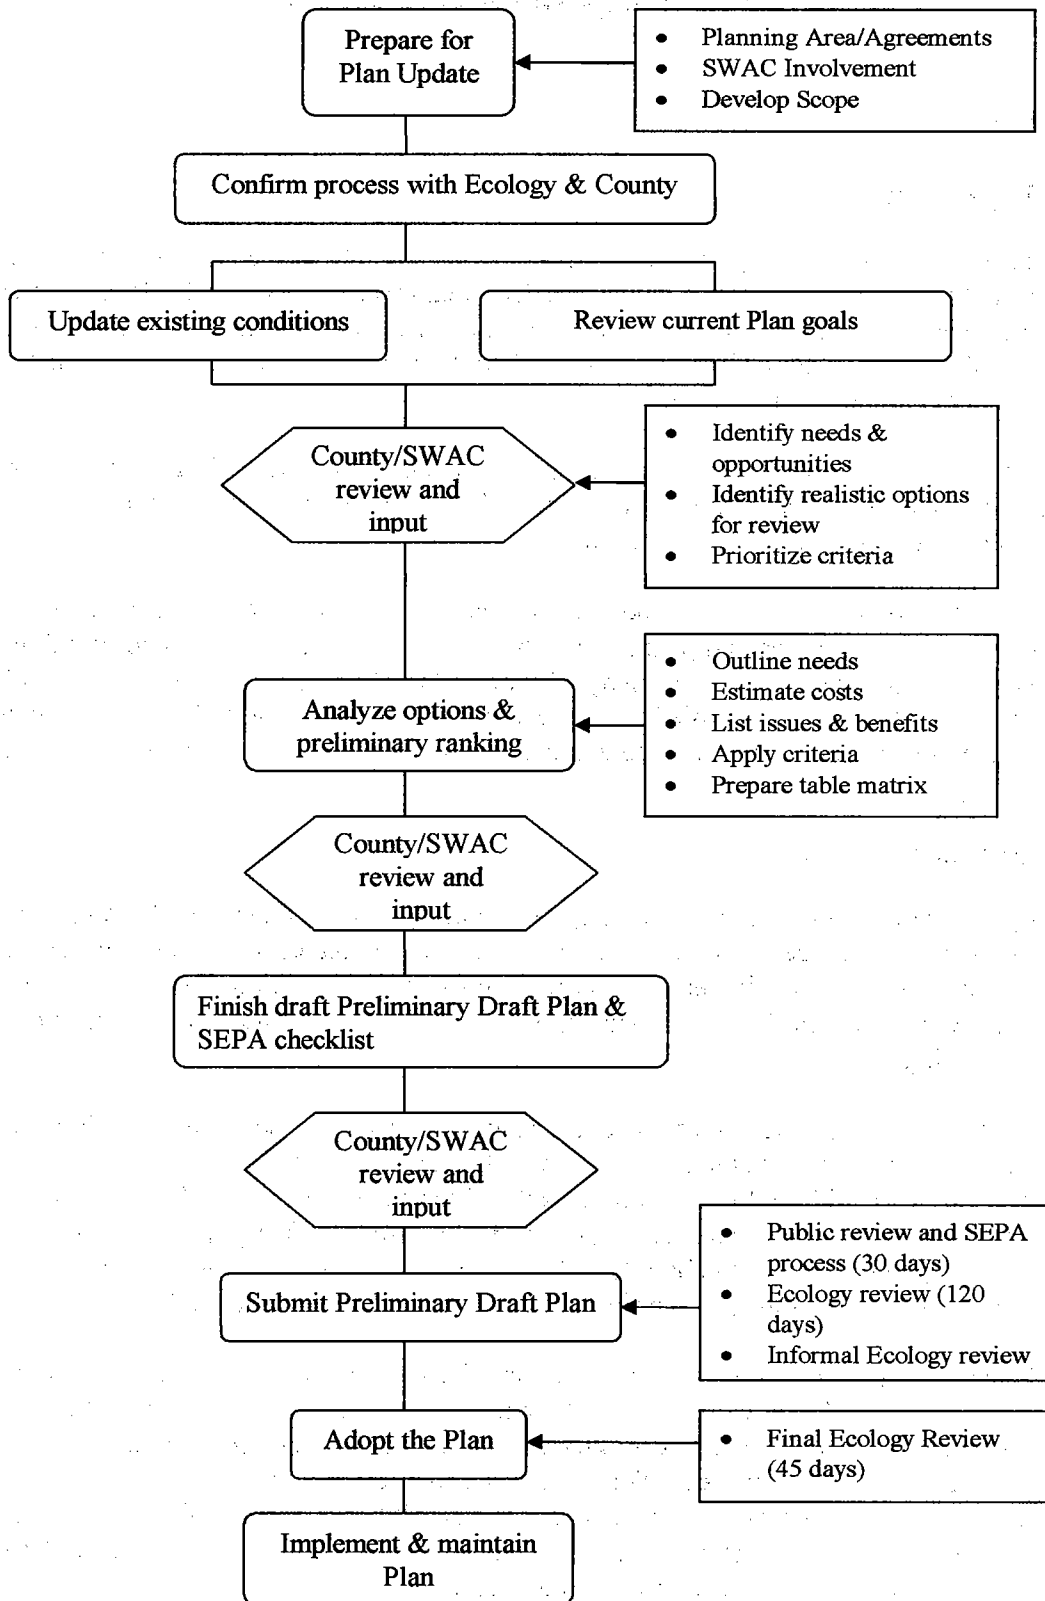 Prepare for
Plan Update
• Planning Area/Agreements
• SWAC Involvement
• Develop Scope
Confirm process with Ecology & County
Update existing conditions
Review current Plan goals
County/SWAC
review and
input
• Identify needs &
opportunities
• Identify realistic options
for review
• Prioritize criteria
Analyze options &
preliminary ranking
• Outline needs
• Estimate costs
• List issues & benefits
• Apply criteria
• Prepare table matrix
County/SWAC
review and
input
Finish draft Preliminary Draft Plan &
SEPA checklist
County/SWAC
review and
input
Submit Preliminary Draft Plan
• Public review and SEPA
process (30 days)
• Ecology review (120
days)
• Informal Ecology review
Adopt the Plan
• Final Ecology Review
(45 days)
Implement & maintain
Plan